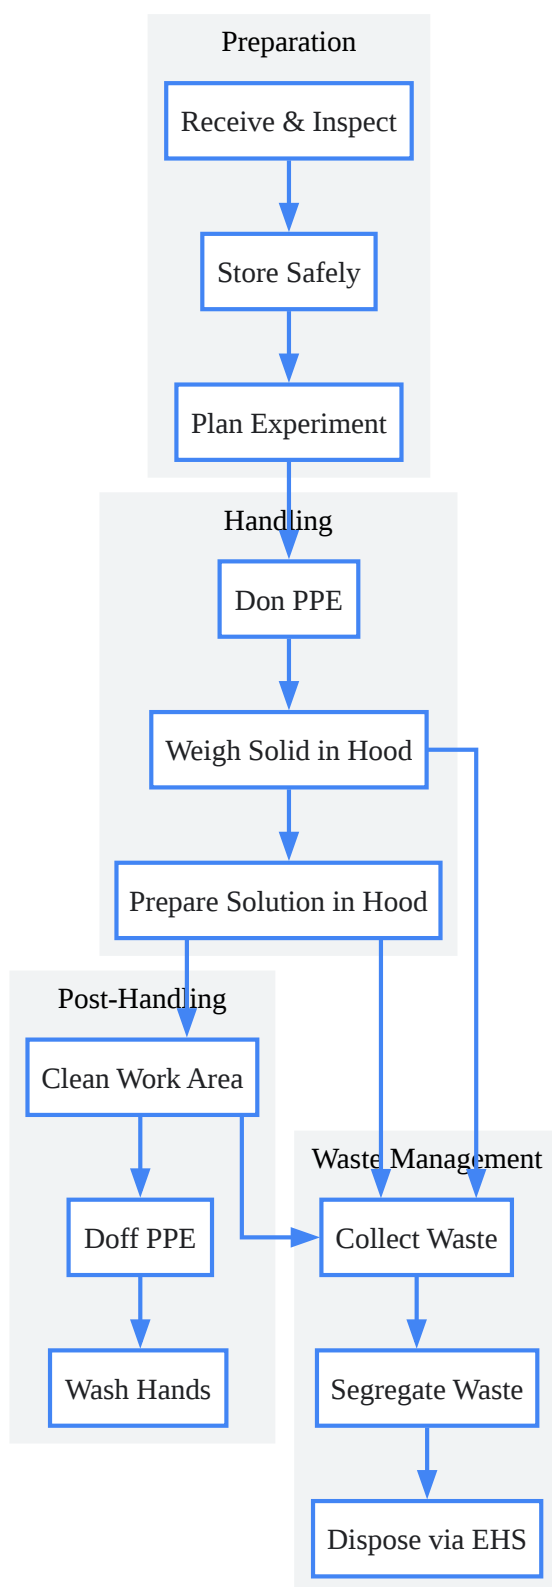 Preparation
Receive & Inspect
Store Safely
Plan Experiment
Handling
Don PPE
Weigh Solid in Hood
Prepare Solution in Hood
Post-Handling
Clean Work Area
Doff PPE
Wash Hands
Waste Management
Collect Waste
Segregate Waste
Dispose via EHS